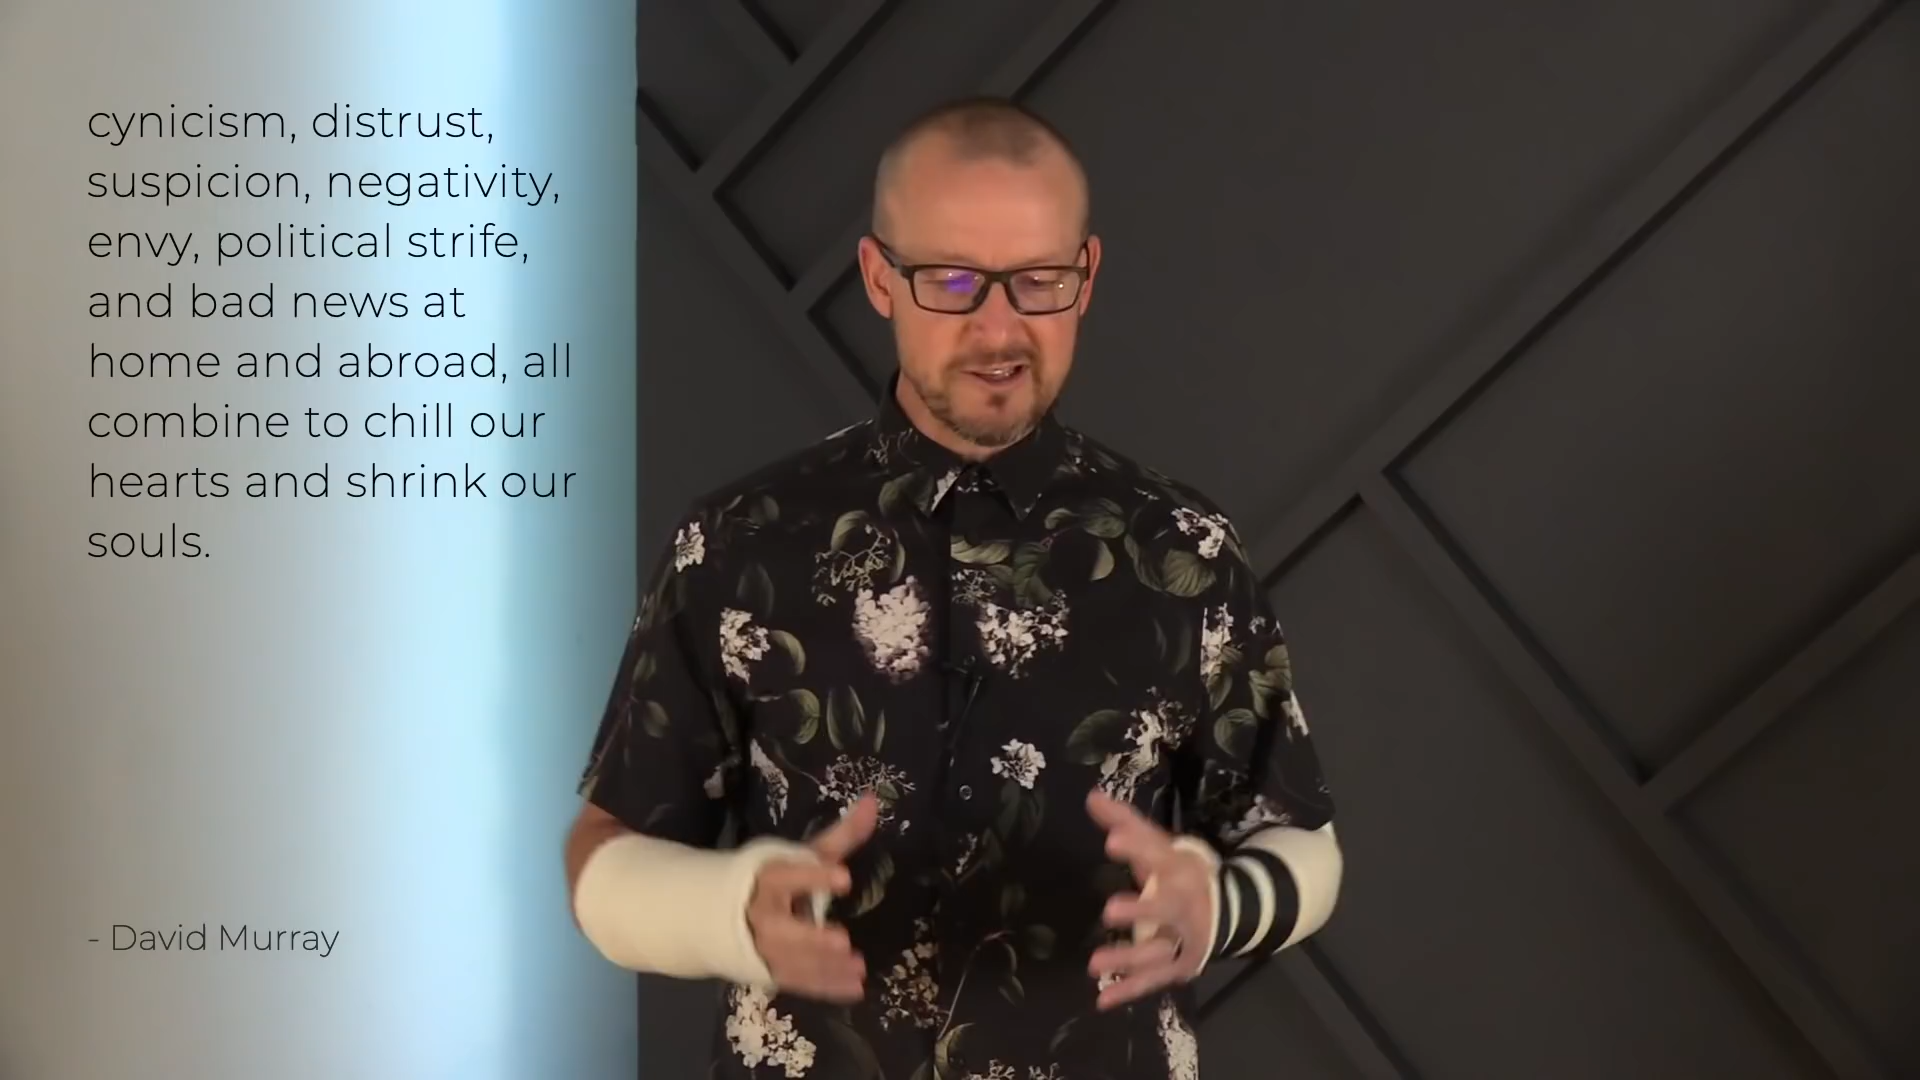 cynicism, distrust,
suspicion, negativity,
envy, political strife,
and bad news at
home and abroad, all
combine to chill our
hearts and shrink our
souls.
- David Murray